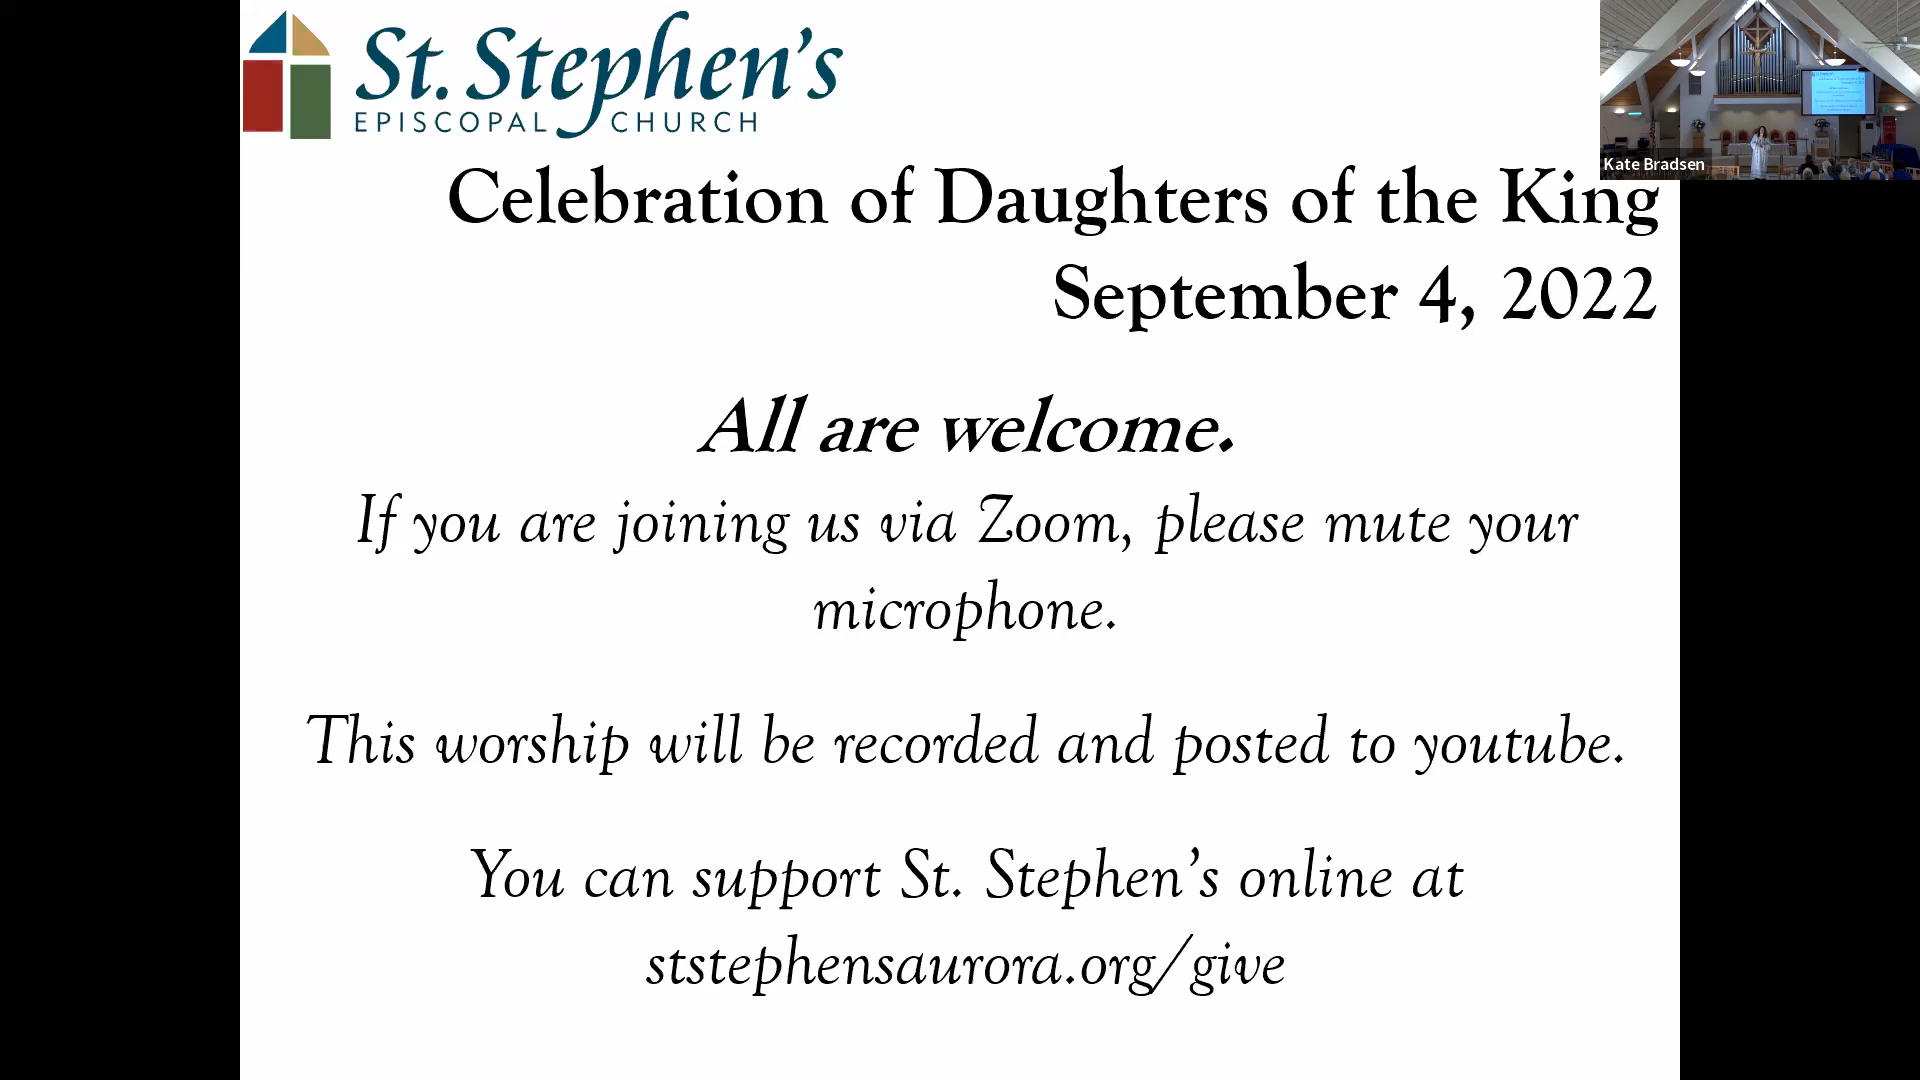 St. Stephen's
EPISCOPAL CHURCH
Kate Bradsen
Celebration of Daughters of the King
September 4, 2022
All are welcome.
If you are joining us via Zoom, please mute your
microphone.
This worship will be recorded and posted to youtube.
You can support St. Stephen’s online at
ststephensaurora.org/give